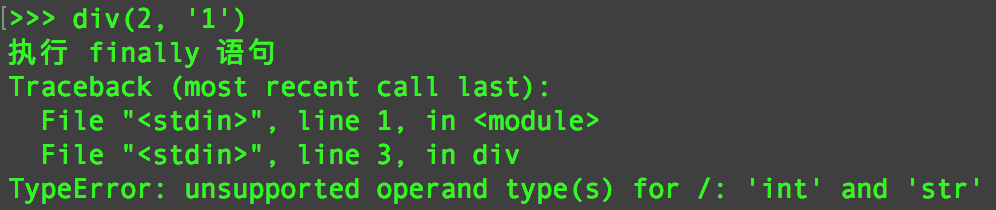 [>>> div(2, '1')
执行 finally 语句
Traceback (most recent call last):
  File "<stdin>", line 1, in <module>
  File "<stdin>", line 3, in div
TypeError: unsupported operand type(s) for /: 'int' and 'str'